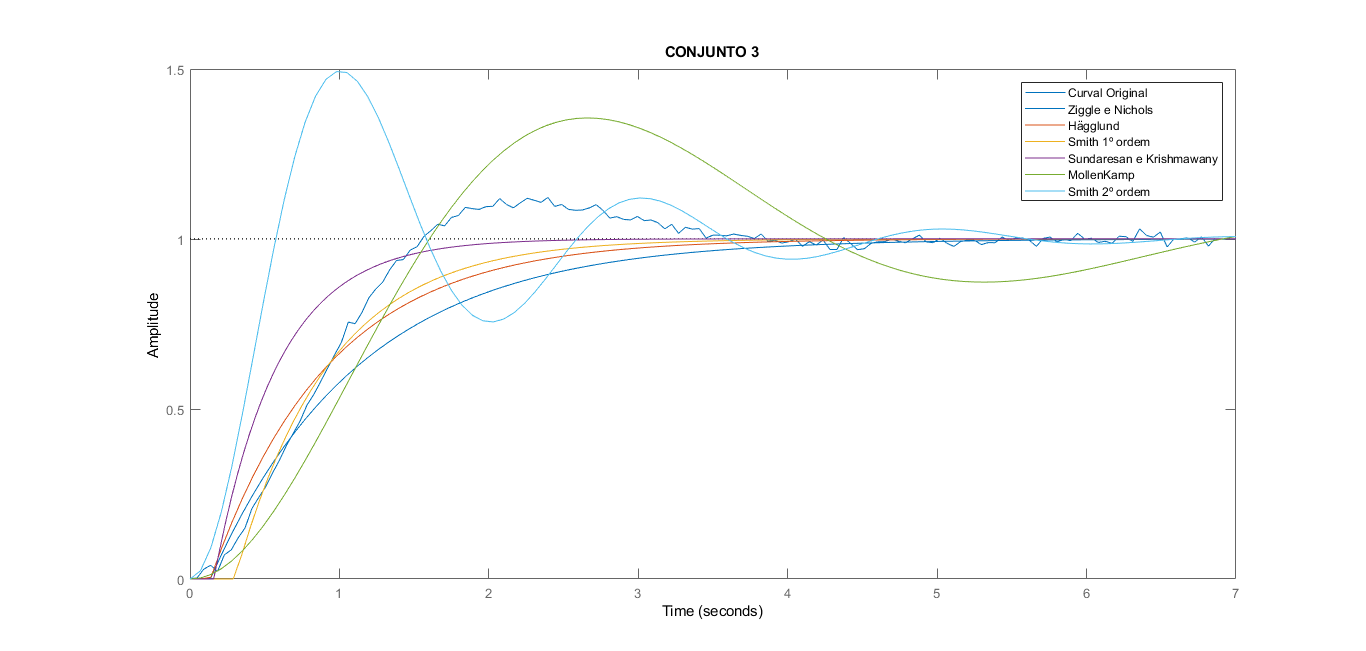 CONJUNTO 3
1.5
1
0.5
0
Amplitude
Curval Original
Ziggle e Nichols
Hägglund
Smith 1º ordem
Sundaresan e Krishmawany
MollenKamp
Smith 2º ordem
0 1 2 3 4 5 6 7
Time (seconds)